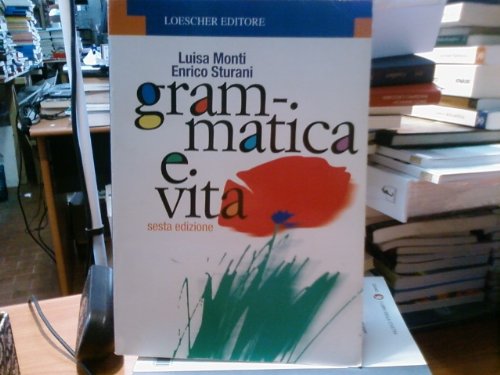 LOESCHER EDITORE
Luisa Monti
Enrico Sturani
gram-
matica
e
vita
sesta edizione